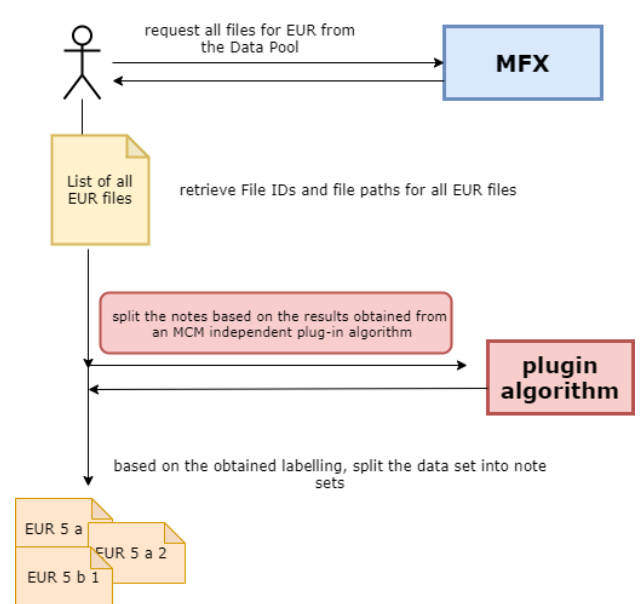 request all files for EUR from
the Data Pool
MFX
List of all
EUR files
retrieve File IDs and file paths for all EUR files
split the notes based on the results obtained from
an MCM independent plug-in algorithm
plugin
algorithm
based on the obtained labelling, split the data set into note
sets
EUR 5 a
EUR 5 a 2
EUR 5 b 1